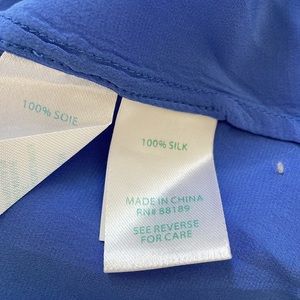 100% SOIE
100% SILK
MADE IN CHINA
RN# 88189
SEE REVERSE
FOR CARE